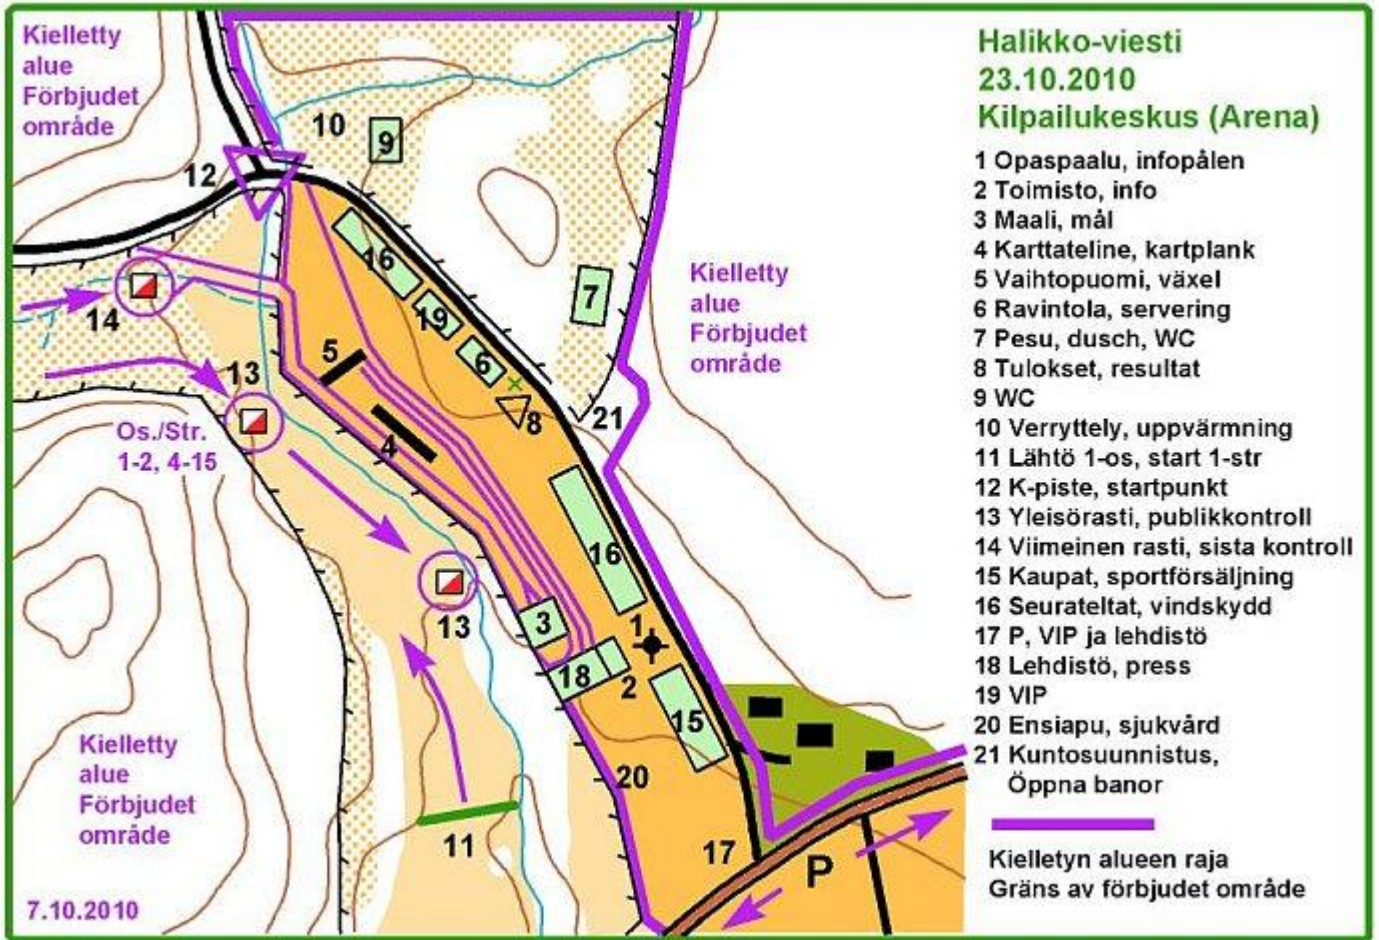 Kielletty
alue
Förbjudet
område
10
9
12
16
19
6
7
14
5
13
8
21
4
Os./Str.
1-2, 4-15
Kielletty
alue
Förbjudet
område
16
13
3
1
18
2
15
Kielletty
alue
Förbjudet
område
20
11
17
P
7.10.2010
Halikko-viesti
23.10.2010
Kilpailukeskus (Arena)
1 Opaspaalu, infopålen
2 Toimisto, info
3 Maali, mål
4 Karttateline, kartplank
5 Vaihtopuomi, växel
6 Ravintola, servering
7 Pesu, dusch, WC
8 Tulokset, resultat
9 WC
10 Verryttely, uppvärmning
11 Lähtö 1-os, start 1-str
12 K-piste, startpunkt
13 Yleisörasti, publikkontroll
14 Viimeinen rasti, sista kontroll
15 Kaupat, sportförsäljning
16 Seurateltat, vindskydd
17 P, VIP ja lehdistö
18 Lehdistö, press
19 VIP
20 Ensiapu, sjukvård
21 Kuntosuunnistus,
Öppna banor
Kielletyn alueen raja
Gräns av förbjudet område